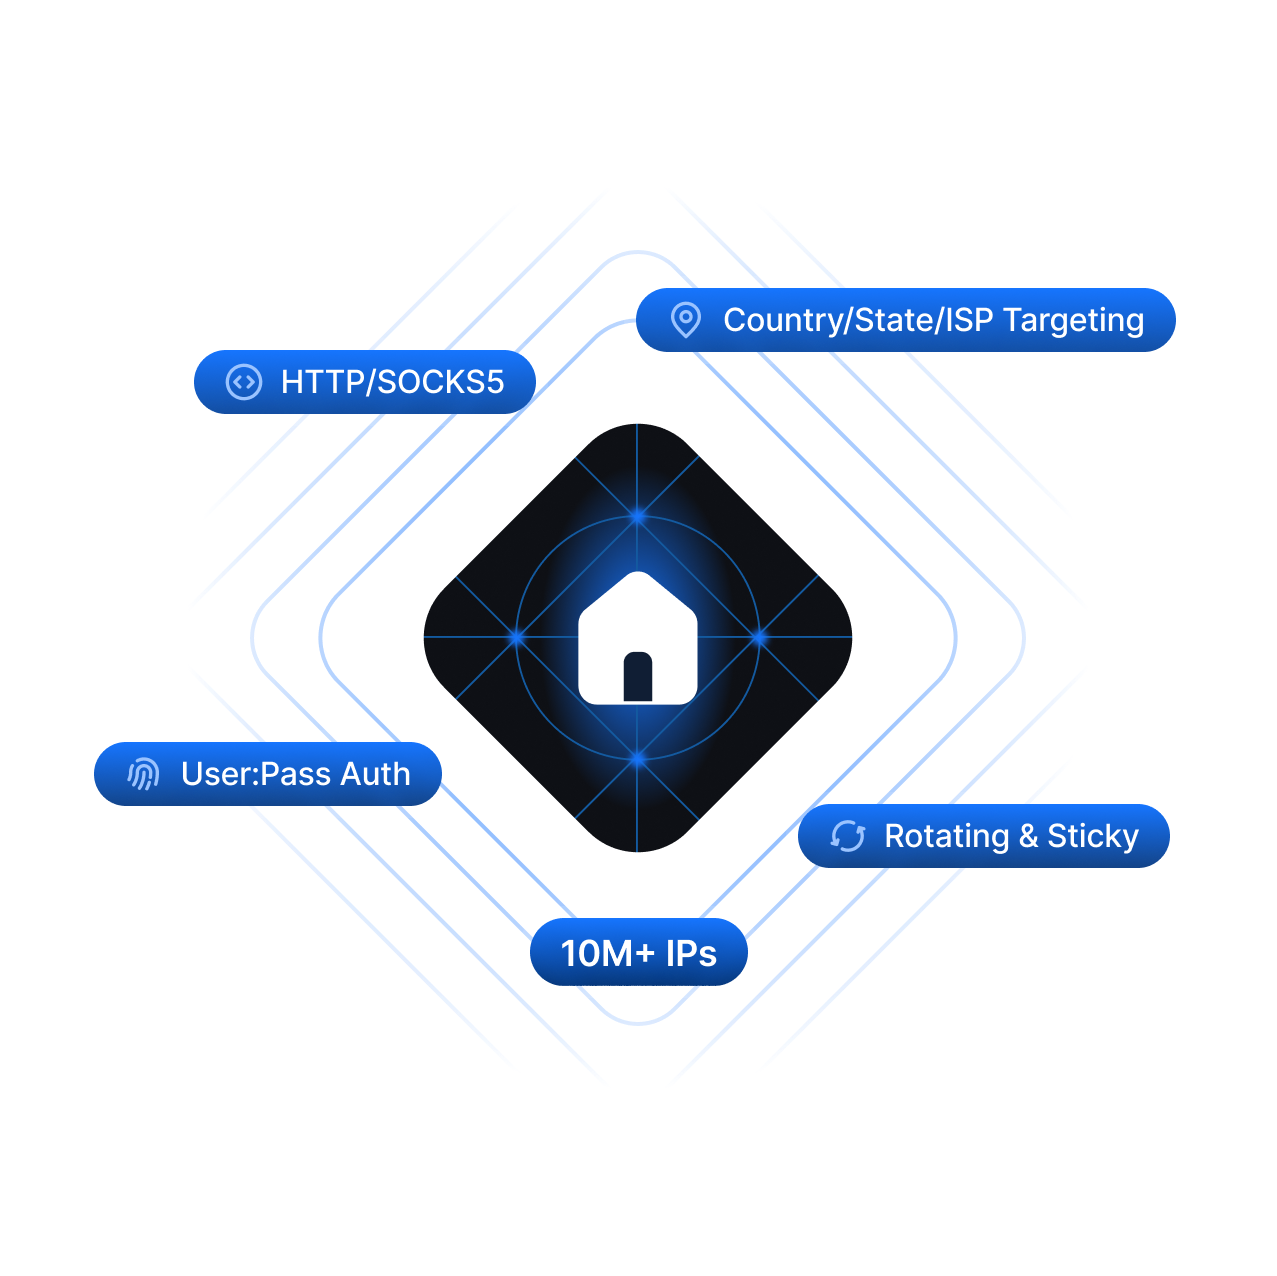 Country/State/ISP Targeting
HTTP/SOCKS5
User:Pass Auth
Rotating & Sticky
10M+ IPs